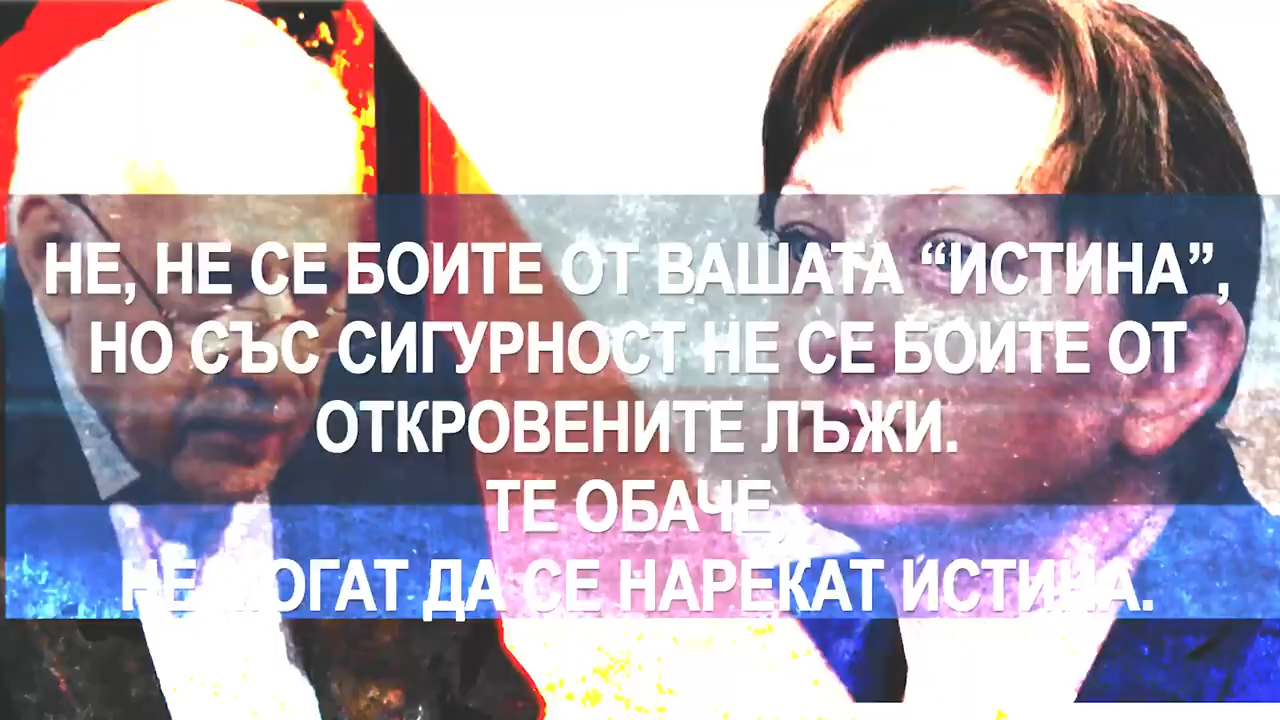 НЕ, НЕ СЕ БОИТЕ ОТ ВАШАТА “ИСТИНА”,
НО СЪС СИГУРНОСТ НЕ СЕ БОИТЕ ОТ
ОТКРОВЕНИТЕ ЛЪЖИ.
ТЕ ОБАЧЕ,
НЕ МОГАТ ДА СЕ НАРЕКАТ ИСТИНА.